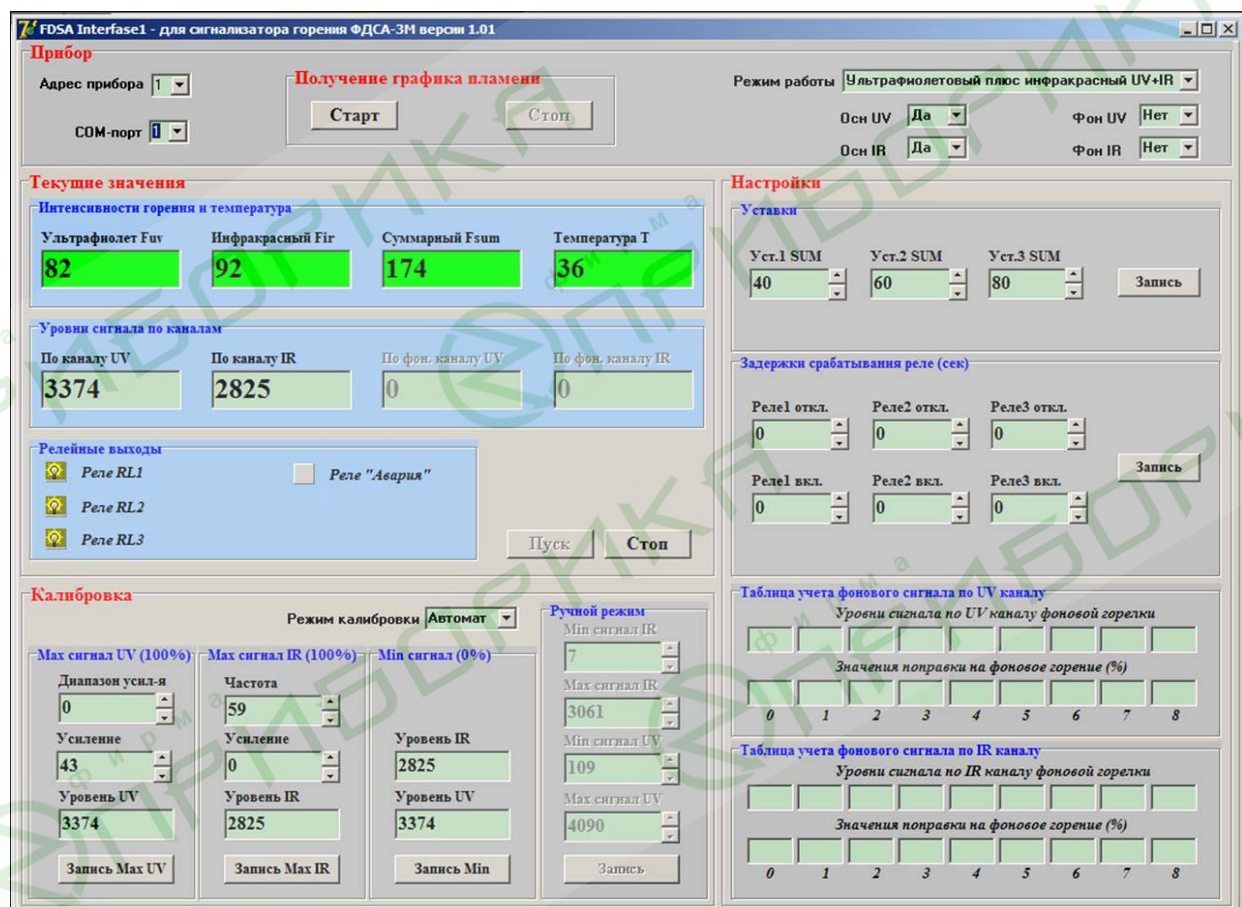 FDSA Interfase1 - для сигнализатора горения ФДСА-3М версии 1.01
Прибор
Адрес прибора 1
COM-порт 1
Получение графика пламени
Старт Стоп
Режим работы Ультрафиолетовый плюс инфракрасный UV+IR
Осн UV Да Фон UV Нет
Осн IR Да Фон IR Нет
Текущие значения
Интенсивности горения и температура
Ультрафиолет Fuv Инфракрасный Fir Суммарный Fsum Температура T
82 92 174 36
Уровни сигнала по каналам
По каналу UV По каналу IR По фон. каналу UV По фон. каналу IR
3374 2825 0 0
Релейные выходы
Реле RL1 Реле "Авария"
Реле RL2
Реле RL3
Пуск Стоп
Настройки
Уставки
Уст.1 SUM Уст.2 SUM Уст.3 SUM
40 60 80 Запись
Задержки срабатывания реле (сек)
Реле1 откл. Реле2 откл. Реле3 откл.
0 0 0
Запись
Реле1 вкл. Реле2 вкл. Реле3 вкл.
0 0 0
Калибровка
Режим калибровки Автомат
Max сигнал UV (100%)
Диапазон усил-я
0
Усиление
43
Уровень UV
3374
Запись Max UV
Max сигнал IR (100%)
Частота
59
Усиление
0
Уровень IR
2825
Запись Max IR
Min сигнал (0%)
Уровень IR
2825
Уровень UV
3374
Запись Min
Ручной режим
Min сигнал IR
7
Max сигнал IR
3061
Min сигнал UV
109
Max сигнал UV
4090
Запись
Таблица учета фонового сигнала по UV каналу
Уровни сигнала по UV каналу фоновой горелки
Значения поправки на фоновое горение (%)
0 1 2 3 4 5 6 7 8
Таблица учета фонового сигнала по IR каналу
Уровни сигнала по IR каналу фоновой горелки
Значения поправки на фоновое горение (%)
0 1 2 3 4 5 6 7 8
фирма
ПРИБОРИКА